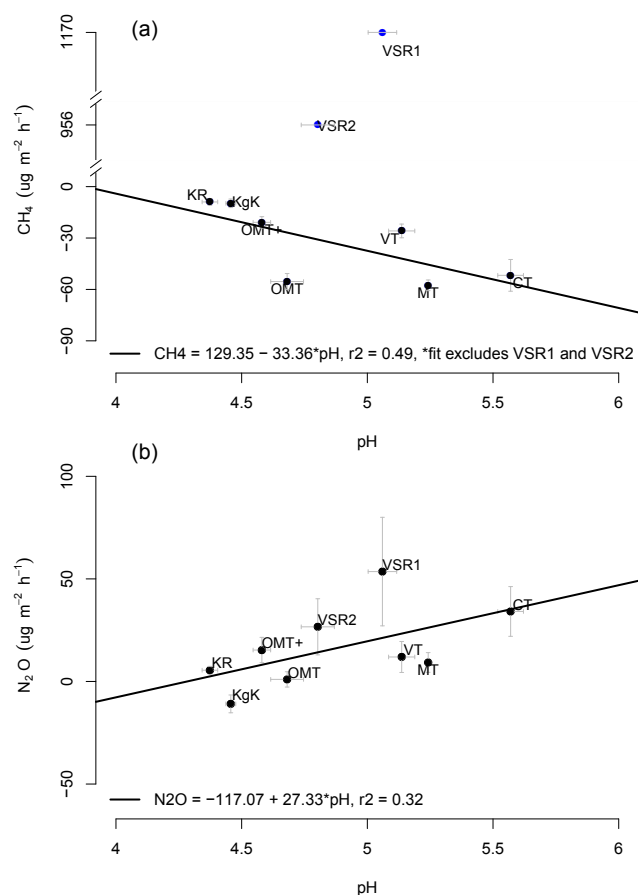 (a)
1170
956
0
−30
−60
−90
CH₄ (ug m⁻² h⁻¹)
VSR1
VSR2
KR
KgK
OMT+
VT
OMT
MT
CT
CH4 = 129.35 − 33.36*pH, r2 = 0.49, *fit excludes VSR1 and VSR2
4 4.5 5 5.5 6
pH
(b)
100
50
0
−50
N₂O (ug m⁻² h⁻¹)
VSR1
CT
VSR2
OMT+
VT
KR
OMT
MT
KgK
N2O = −117.07 + 27.33*pH, r2 = 0.32
4 4.5 5 5.5 6
pH